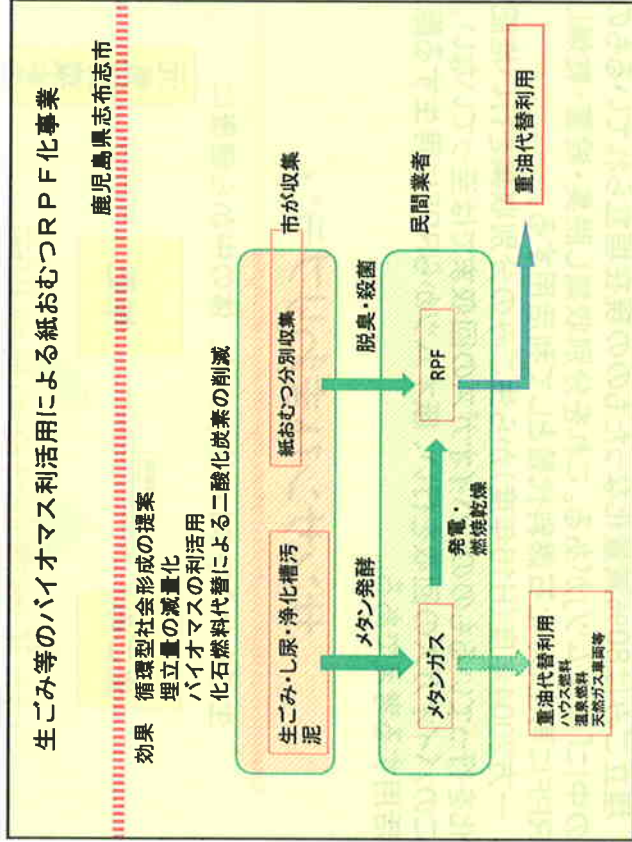 生ごみ等のバイオマス利活用による紙おむつRPF化事業
鹿児島県志布志市
効果 循環型社会形成の提案
埋立量の減量化
バイオマスの利活用
化石燃料代替による二酸化炭素の削減
生ごみ・し尿・浄化槽汚
泥
紙おむつ分別収集
市が収集
メタン発酵
脱臭・殺菌
メタンガス
発電・
燃焼乾燥
RPF
民間業者
重油代替利用
ハウス燃料
温泉燃料
天然ガス車両等
重油代替利用